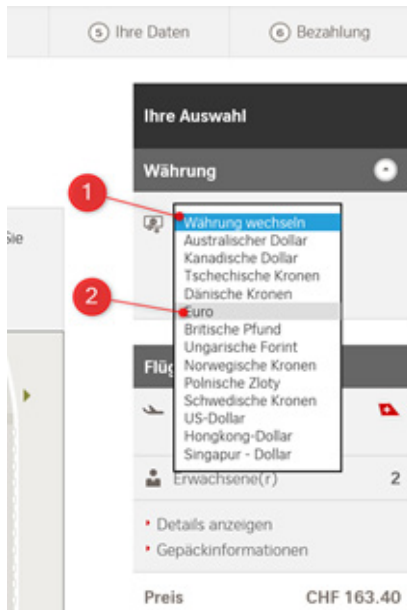 5 Ihre Daten
6 Bezahlung
Ihre Auswahl
Währung
1
Sie
Währung wechseln
Australischer Dollar
Kanadische Dollar
Tschechische Kronen
Dänische Kronen
2
Euro
Britische Pfund
Ungarische Forint
Norwegische Kronen
Polnische Zloty
Schwedische Kronen
US-Dollar
Hongkong-Dollar
Singapur - Dollar
Erwachsene(r) 2
Details anzeigen
Gepäckinformationen
Preis CHF 163.40